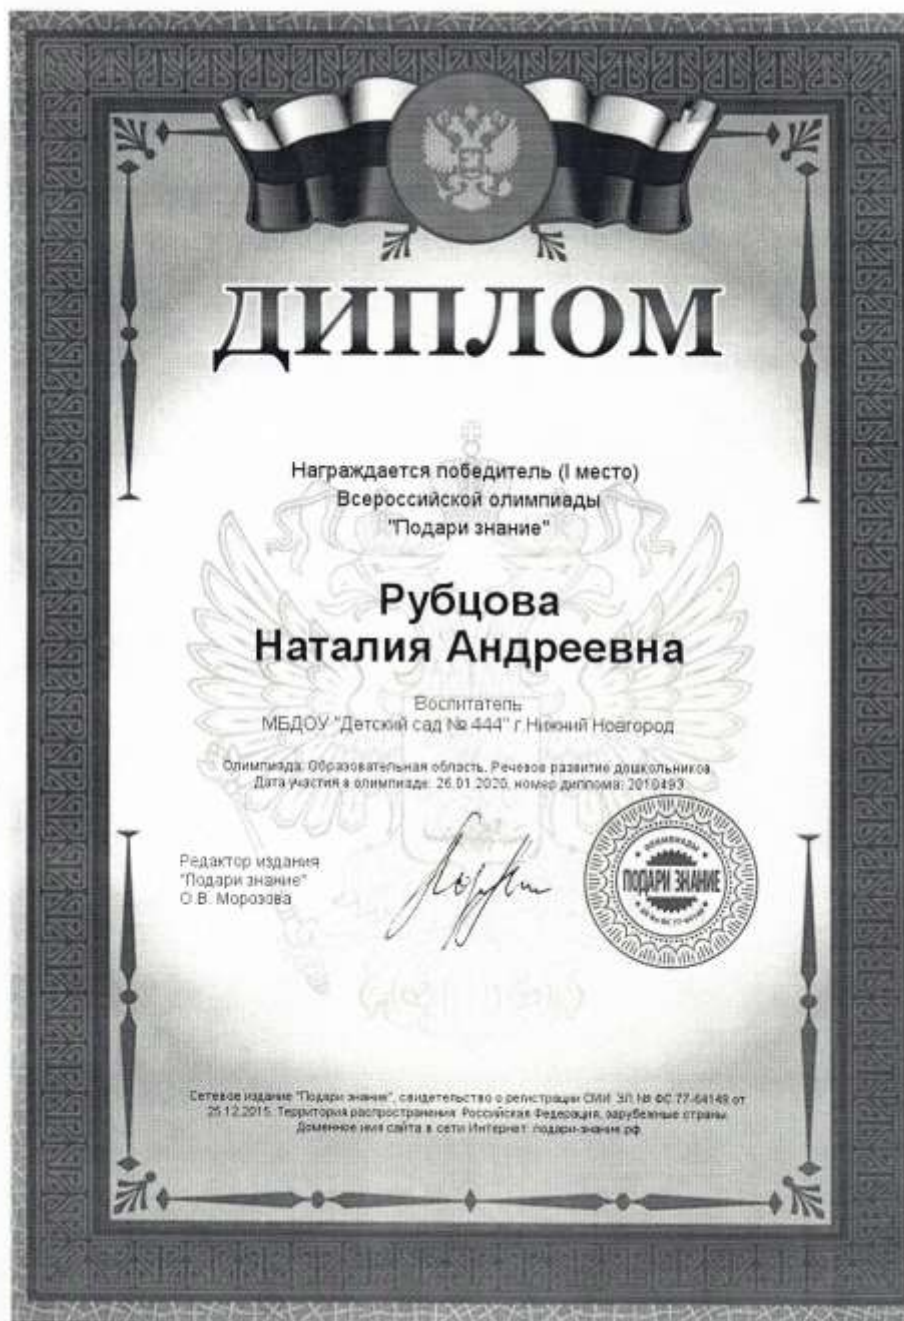 ДИПЛОМ
Награждается победитель (I место)
Всероссийской олимпиады
"Подари знание"
Рубцова
Наталия Андреевна
Воспитатель
МБДОУ "Детский сад № 444" г.Нижний Новгород
Олимпиада: Образовательная область. Речевое развитие дошкольников
Дата участия в олимпиаде: 26.01.2020, номер диплома: 2010493
Редактор издания
"Подари знание"
О.В. Морозова
ОЛИМПИАДЫ
ПОДАРИ ЗНАНИЕ
Сетевое издание "Подари знание", свидетельство о регистрации СМИ: ЭЛ № ФС 77-64149 от
25.12.2015. Территория распространения: Российская Федерация, зарубежные страны
Доменное имя сайта в сети Интернет: подари-знание.рф